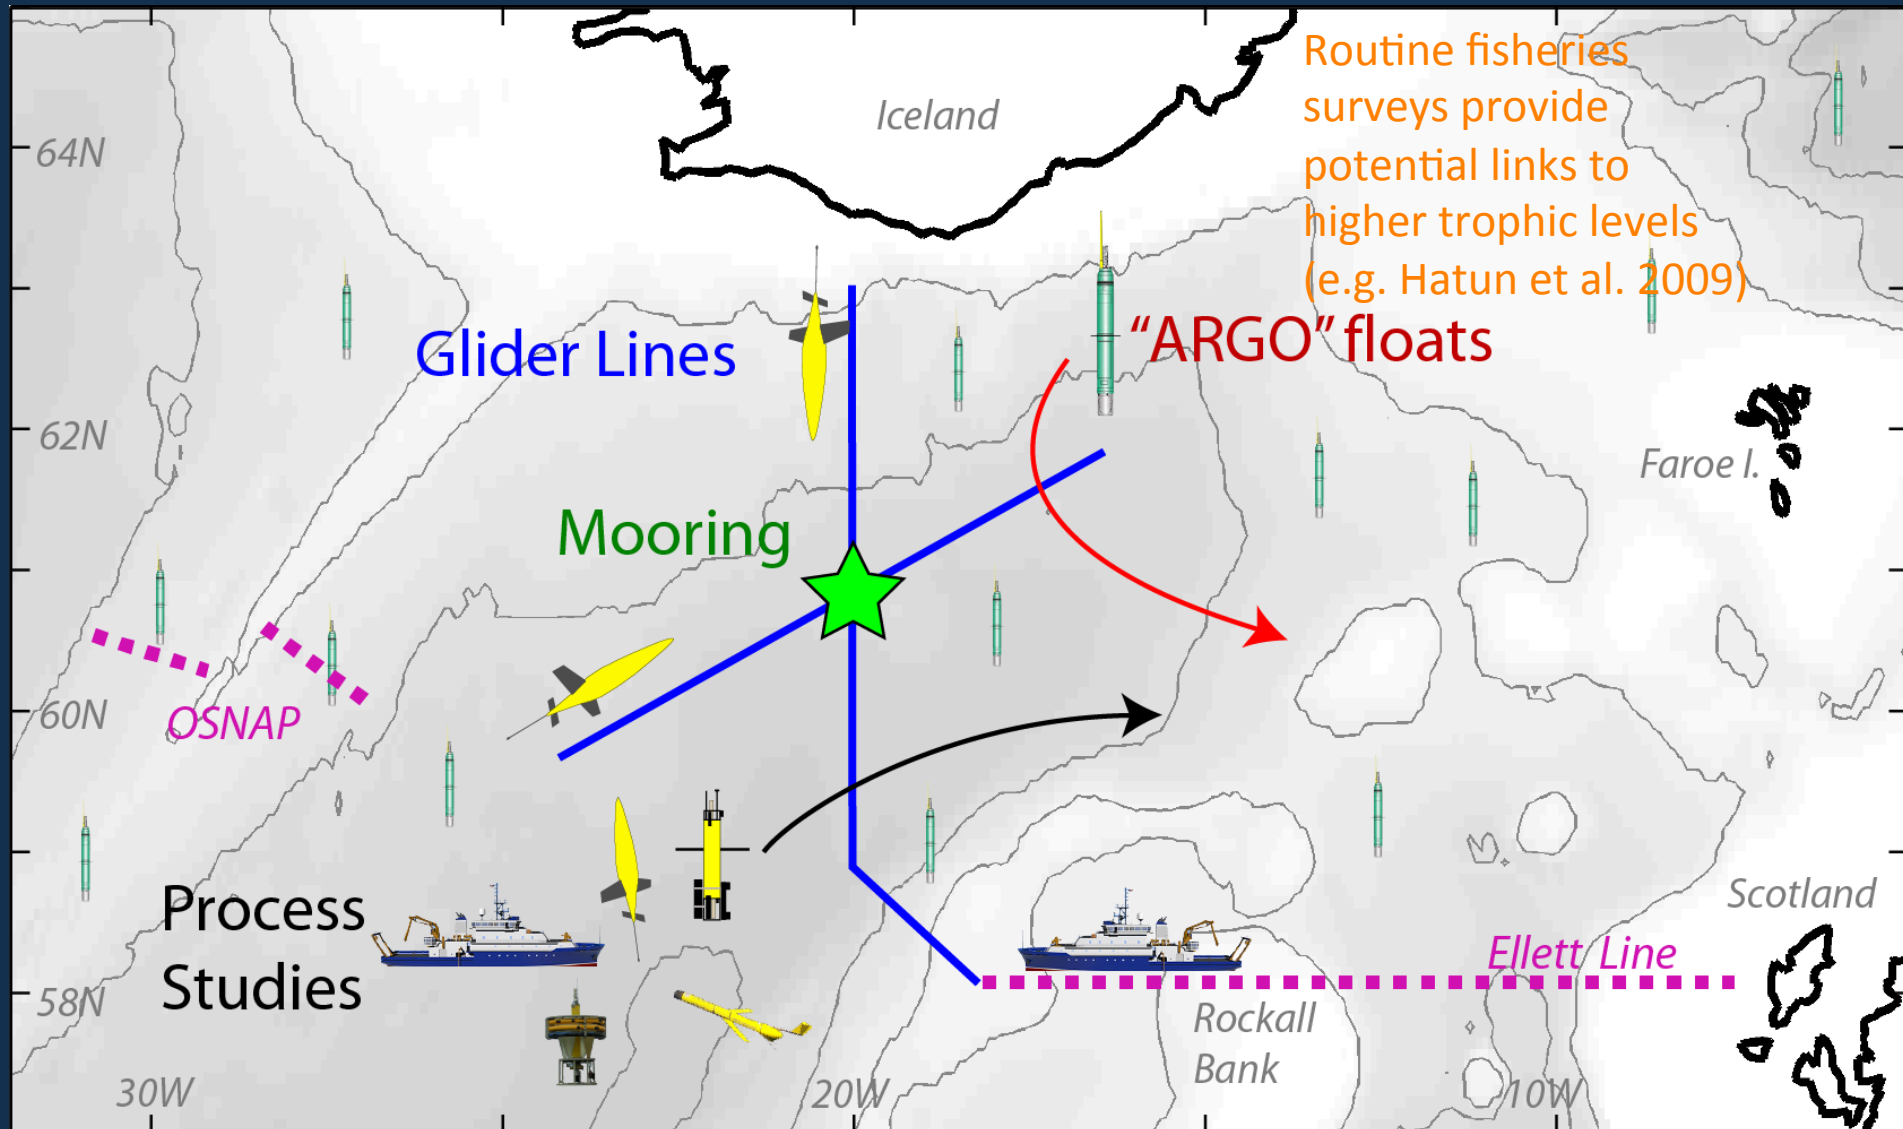 Routine fisheries
surveys provide
potential links to
higher trophic levels
(e.g. Hatun et al. 2009)
Iceland
64N
Glider Lines
“ARGO” floats
62N
Faroe I.
Mooring
60N
OSNAP
Process
Studies
Scotland
Ellett Line
58N
Rockall
Bank
30W
20W
10W